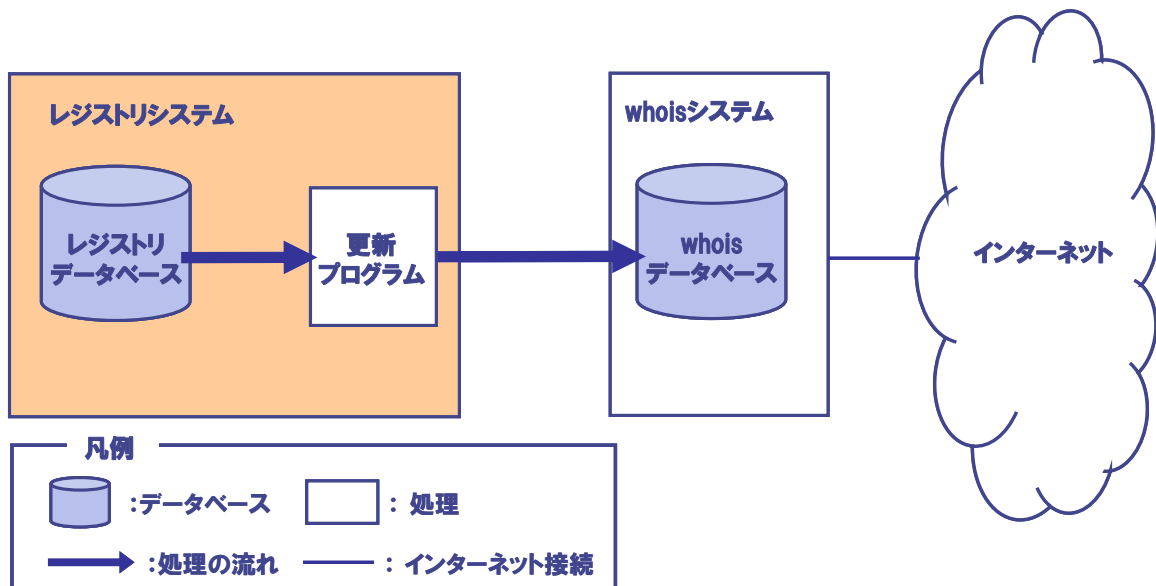 レジストリシステム
レジストリ
データベース
更新
プログラム
whoisシステム
whois
データベース
インターネット
凡例
:データベース
: 処理
:処理の流れ
: インターネット接続